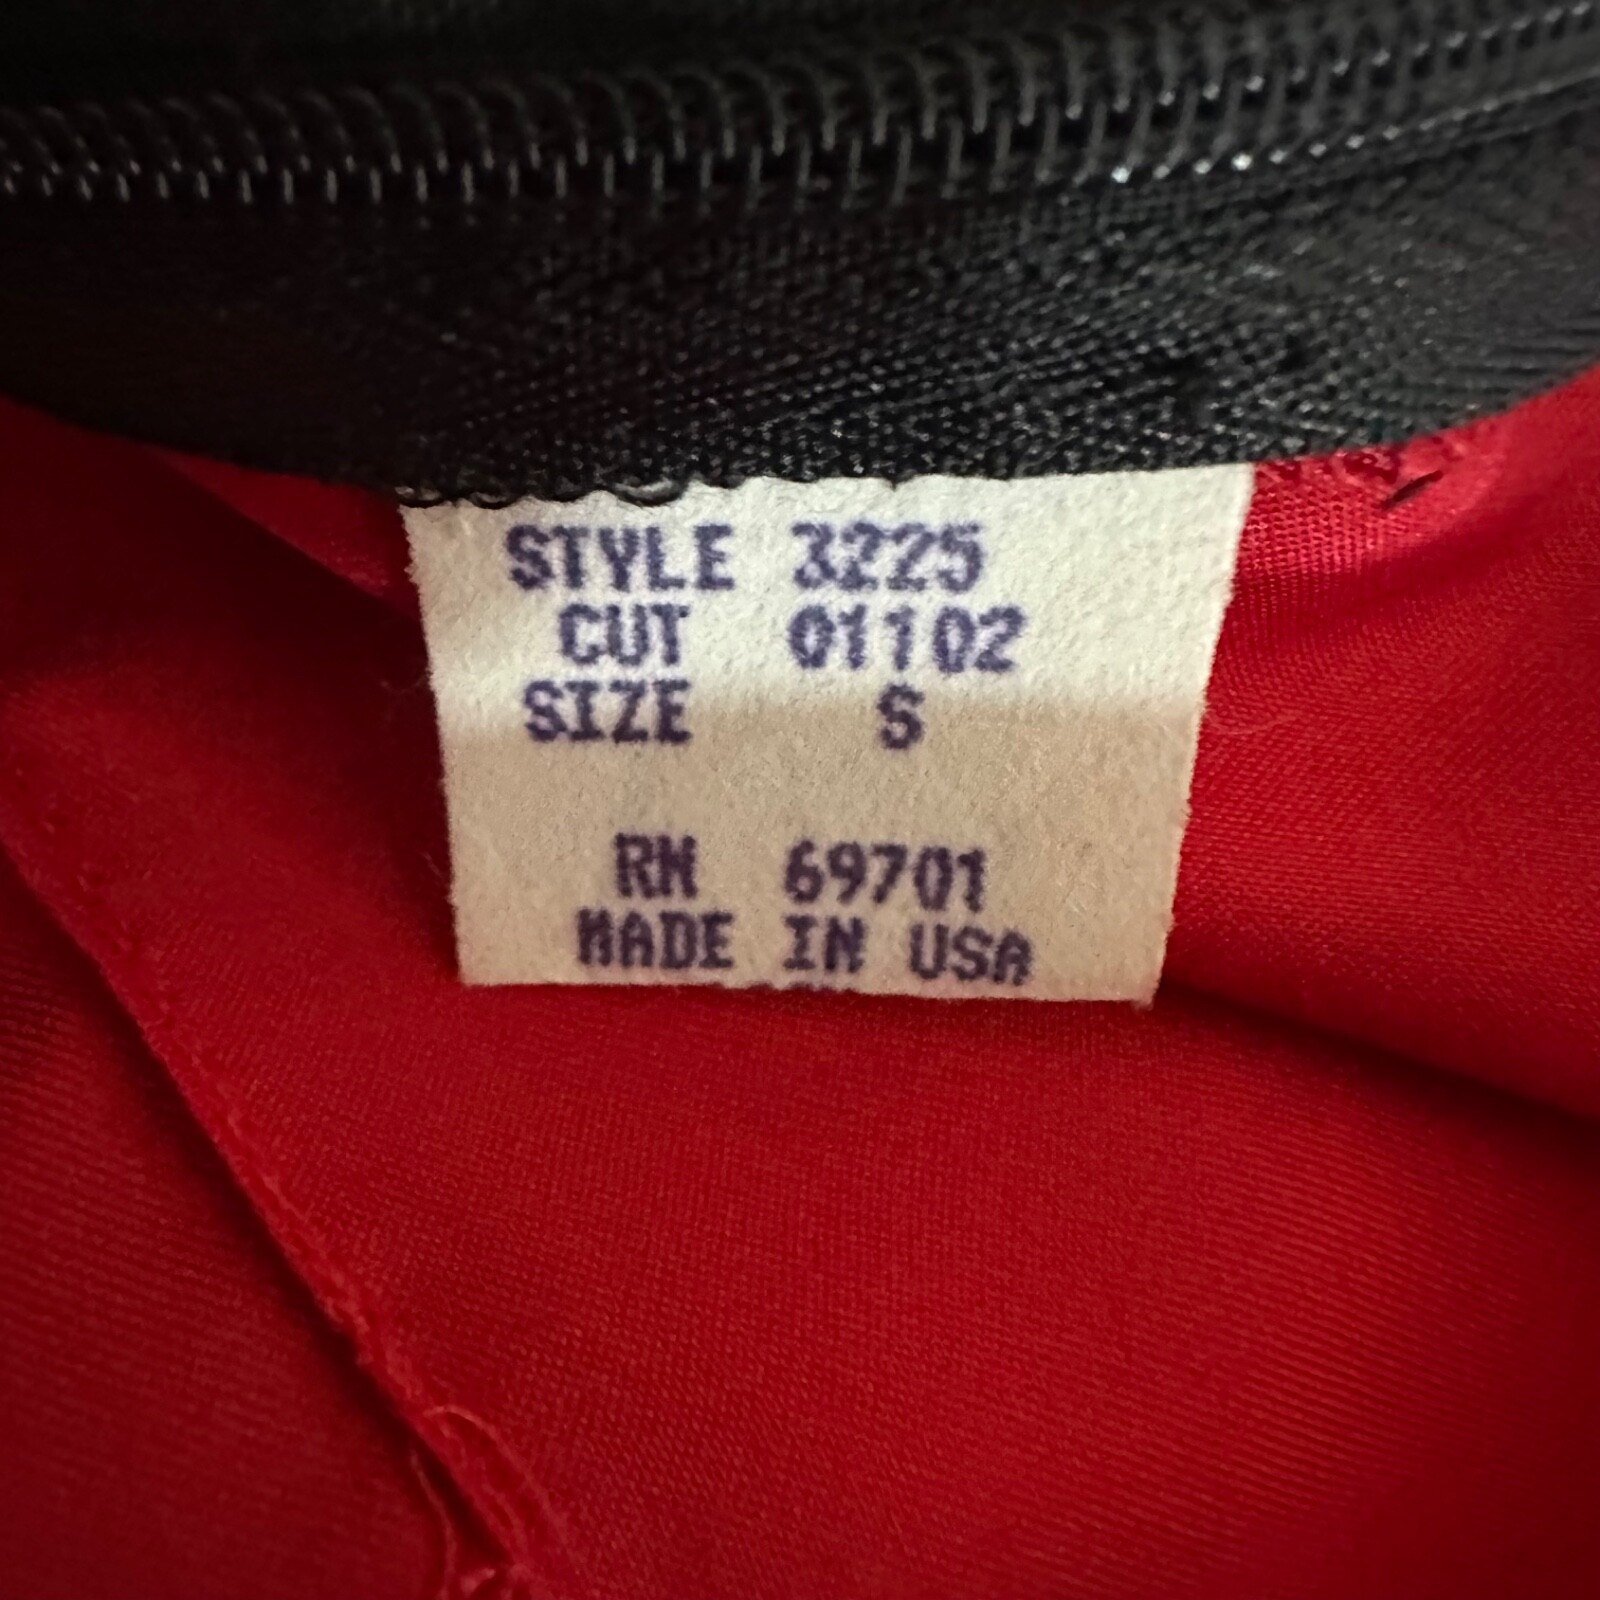 STYLE 3225
CUT 01102
SIZE S
RN 69701
MADE IN USA